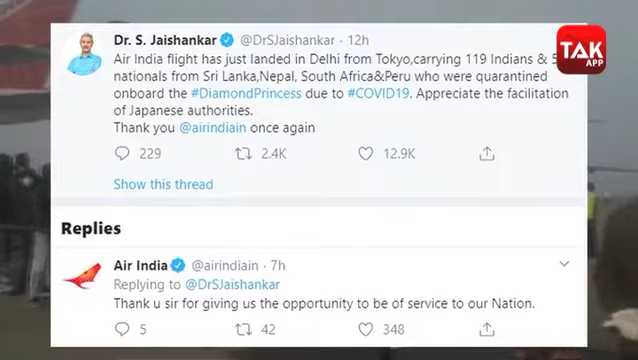 Dr. S. Jaishankar @DrSJaishankar · 12h
Air India flight has just landed in Delhi from Tokyo,carrying 119 Indians & 5
nationals from Sri Lanka,Nepal, South Africa&Peru who were quarantined
onboard the #DiamondPrincess due to #COVID19. Appreciate the facilitation
of Japanese authorities.
Thank you @airindiain once again
229 2.4K 12.9K
Show this thread
Replies
Air India @airindiain · 7h
Replying to @DrSJaishankar
Thank u sir for giving us the opportunity to be of service to our Nation.
5 42 348
TAK
APP